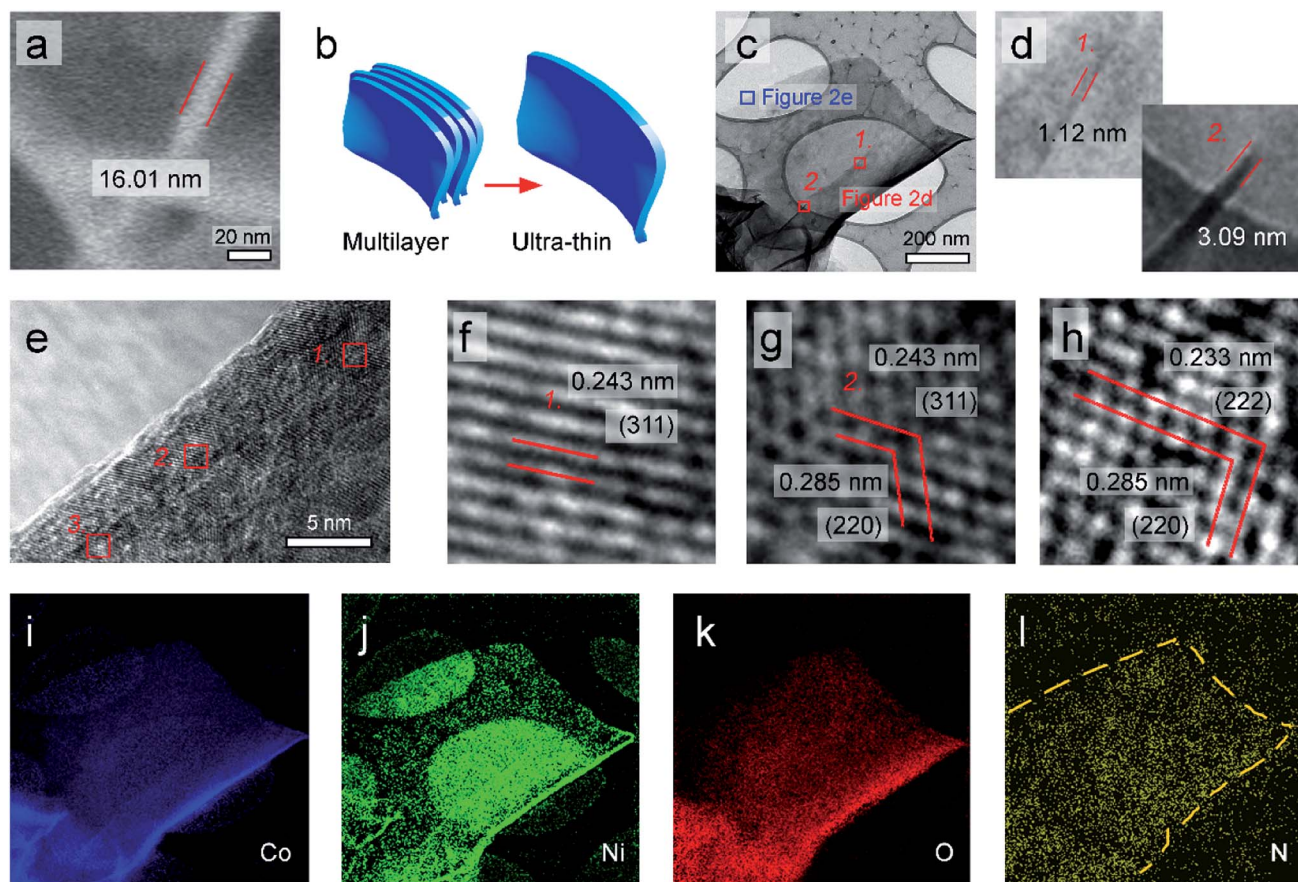 a
16.01 nm
20 nm
b
Multilayer
Ultra-thin
c
Figure 2e
1.
2.
Figure 2d
200 nm
d
1.
1.12 nm
2.
3.09 nm
e
1.
2.
3.
5 nm
f
0.243 nm
1.
(311)
g
0.243 nm
2
(311)
0.285 nm
(220)
h
0.233 nm
(222)
0.285 nm
(220)
i
Co
j
Ni
k
O
l
N